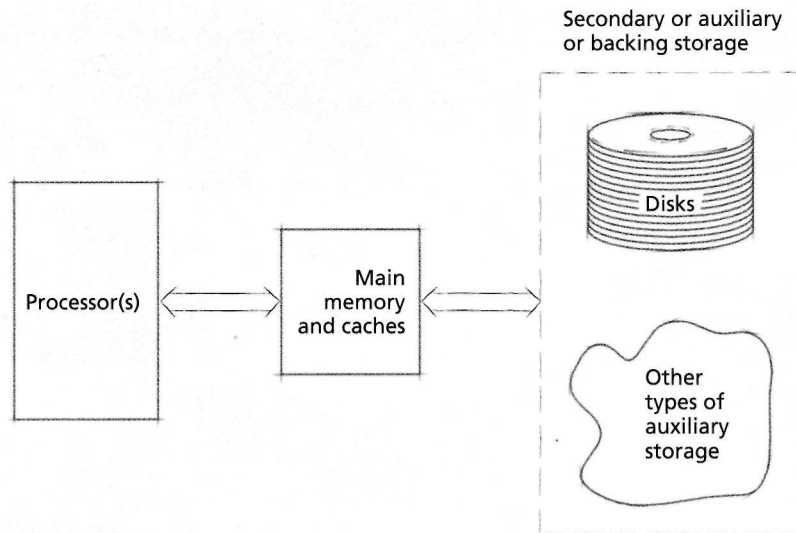 Secondary or auxiliary
or backing storage
Disks
Processor(s)
Main
memory
and caches
Other
types of
auxiliary
storage